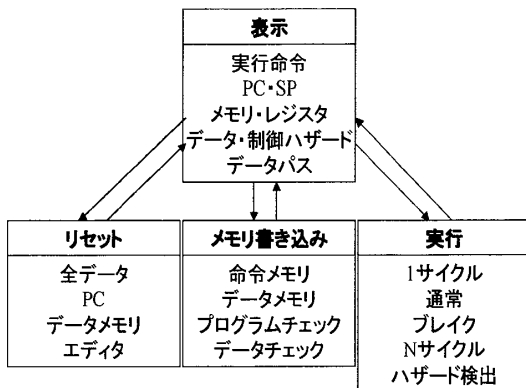 表示
実行命令
PC・SP
メモリ・レジスタ
データ・制御ハザード
データパス
リセット
全データ
PC
データメモリ
エディタ
メモリ書き込み
命令メモリ
データメモリ
プログラムチェック
データチェック
実行
1サイクル
通常
ブレイク
Nサイクル
ハザード検出